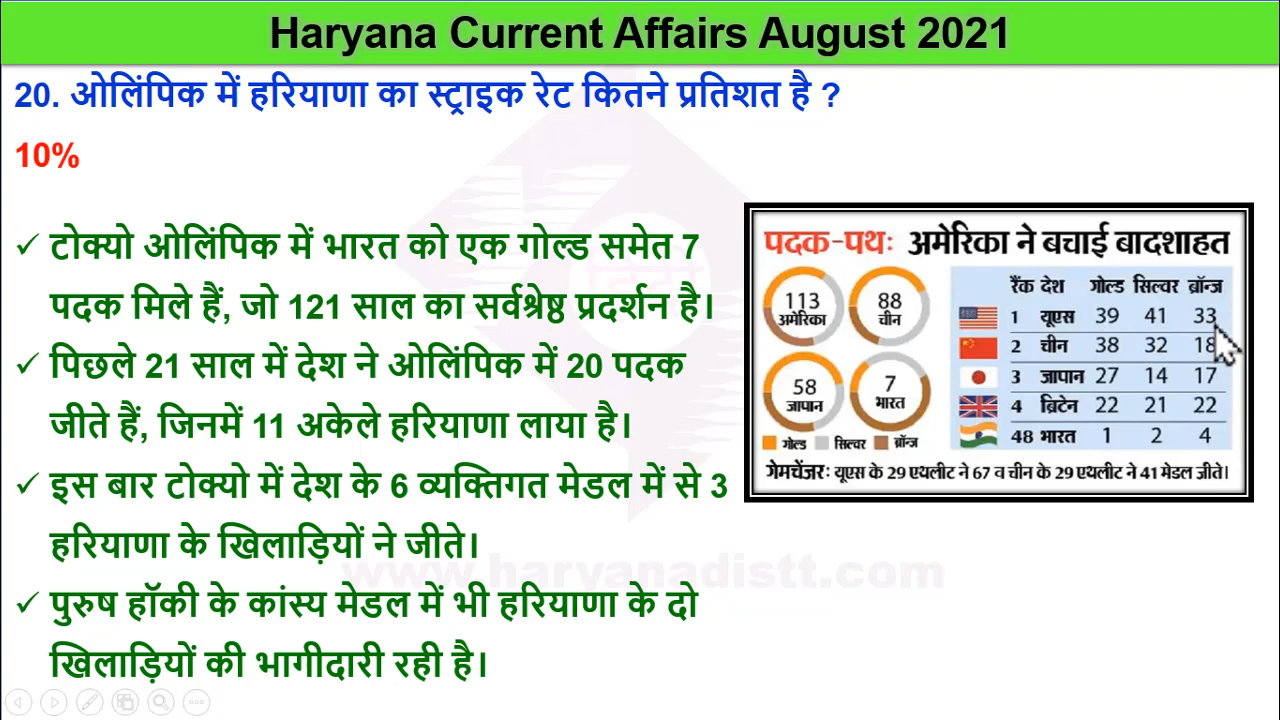 Haryana Current Affairs August 2021
20. ओलिंपिक में हरियाणा का स्ट्राइक रेट कितने प्रतिशत है ?
10%
✓ टोक्यो ओलिंपिक में भारत को एक गोल्ड समेत 7
पदक मिले हैं, जो 121 साल का सर्वश्रेष्ठ प्रदर्शन है।
✓ पिछले 21 साल में देश ने ओलिंपिक में 20 पदक
जीते हैं, जिनमें 11 अकेले हरियाणा लाया है।
✓ इस बार टोक्यो में देश के 6 व्यक्तिगत मेडल में से 3
हरियाणा के खिलाड़ियों ने जीते।
✓ पुरुष हॉकी के कांस्य मेडल में भी हरियाणा के दो
खिलाड़ियों की भागीदारी रही है।
पदक-पथः अमेरिका ने बचाई बादशाहत
113 अमेरिका
88 चीन
58 जापान
7 भारत
गोल्ड सिल्वर ब्रॉन्ज
रैंक देश गोल्ड सिल्वर ब्रॉन्ज
1 यूएस 39 41 33
2 चीन 38 32 18
3 जापान 27 14 17
4 ब्रिटेन 22 21 22
48 भारत 1 2 4
गेमचेंजरः यूएस के 29 एथलीट ने 67 व चीन के 29 एथलीट ने 41 मेडल जीते।
www.haryanadistt.com